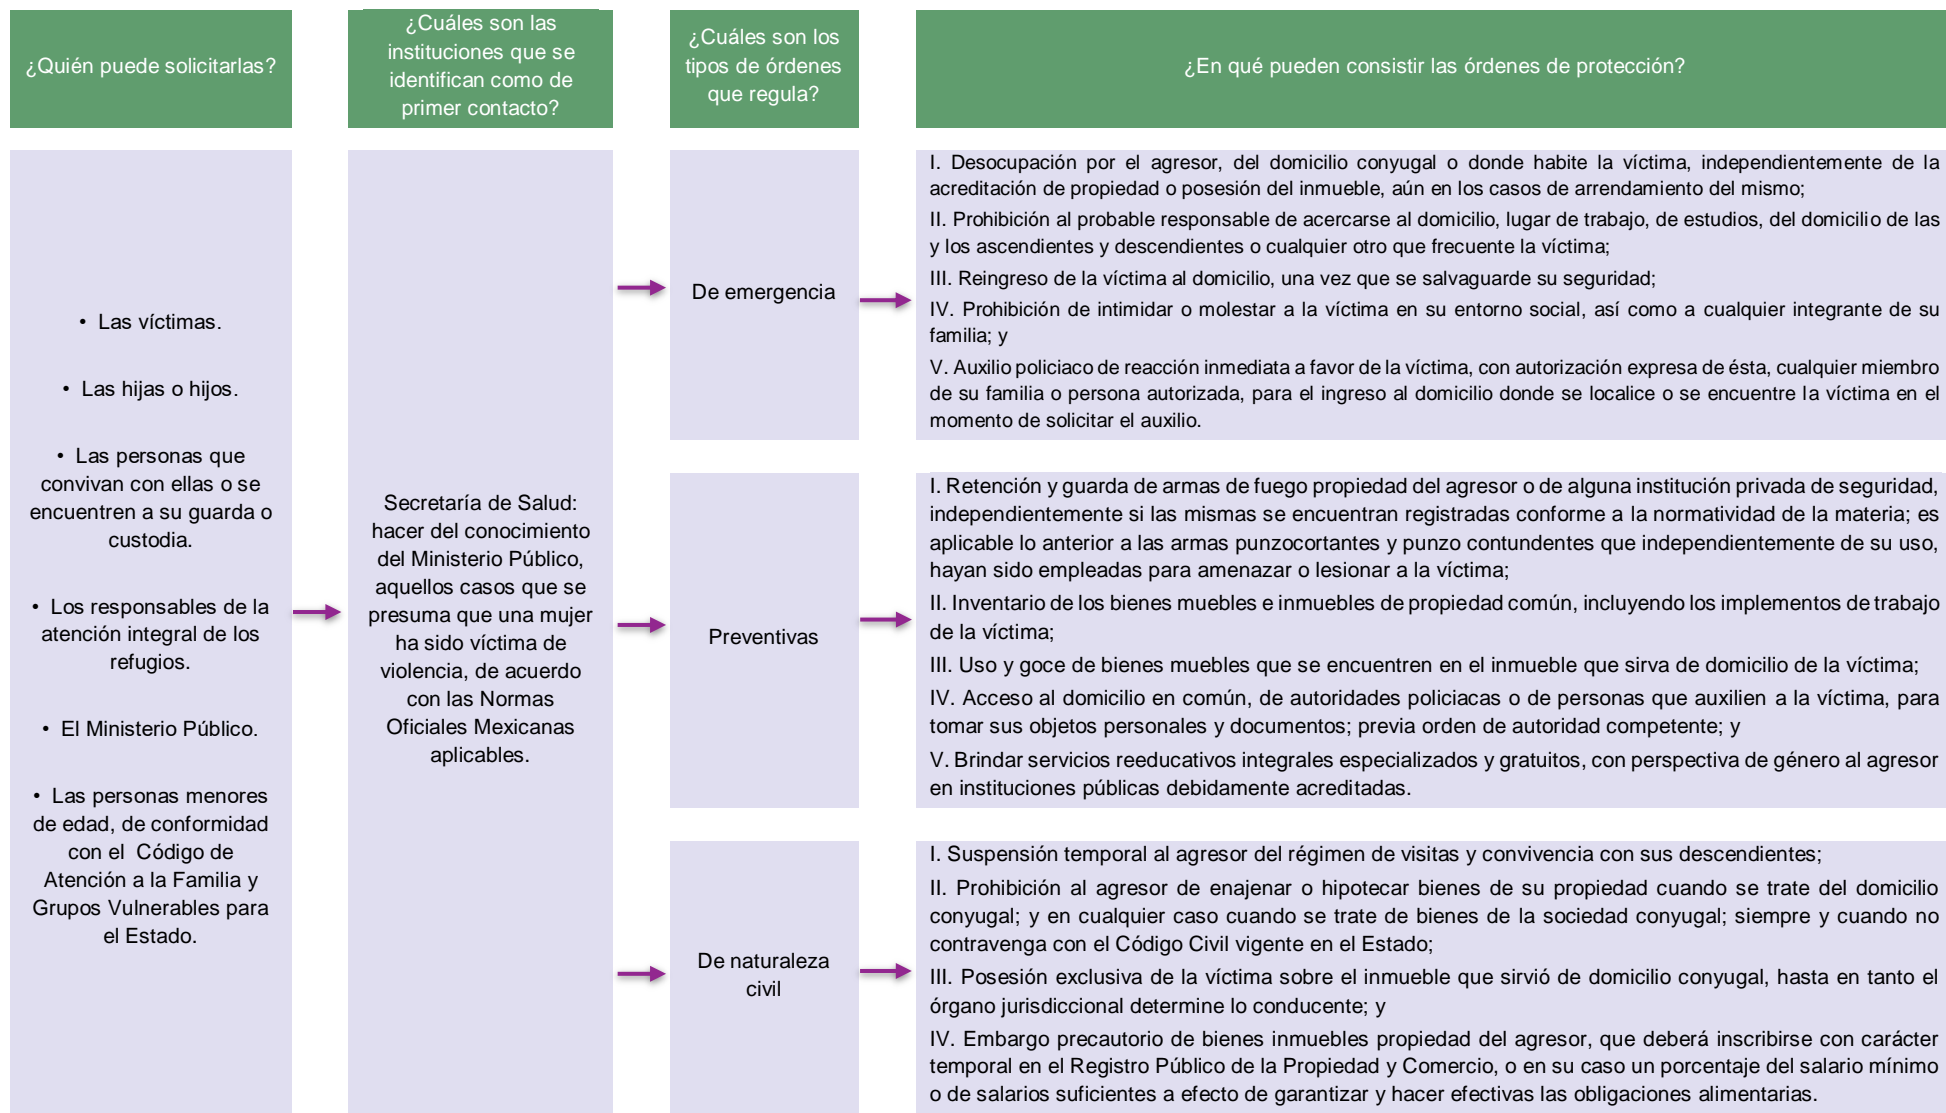 ¿Quién puede solicitarlas?
¿Cuáles son las
instituciones que se
identifican como de
primer contacto?
¿Cuáles son los
tipos de órdenes
que regula?
¿En qué pueden consistir las órdenes de protección?
• Las víctimas.
• Las hijas o hijos.
• Las personas que
convivan con ellas o se
encuentren a su guarda o
custodia.
• Los responsables de la
atención integral de los
refugios.
• El Ministerio Público.
• Las personas menores
de edad, de conformidad
con el Código de
Atención a la Familia y
Grupos Vulnerables para
el Estado.
Secretaría de Salud:
hacer del conocimiento
del Ministerio Público,
aquellos casos que se
presuma que una mujer
ha sido víctima de
violencia, de acuerdo
con las Normas
Oficiales Mexicanas
aplicables.
De emergencia
I. Desocupación por el agresor, del domicilio conyugal o donde habite la víctima, independientemente de la
acreditación de propiedad o posesión del inmueble, aún en los casos de arrendamiento del mismo;
II. Prohibición al probable responsable de acercarse al domicilio, lugar de trabajo, de estudios, del domicilio de las
y los ascendientes y descendientes o cualquier otro que frecuente la víctima;
III. Reingreso de la víctima al domicilio, una vez que se salvaguarde su seguridad;
IV. Prohibición de intimidar o molestar a la víctima en su entorno social, así como a cualquier integrante de su
familia; y
V. Auxilio policiaco de reacción inmediata a favor de la víctima, con autorización expresa de ésta, cualquier miembro
de su familia o persona autorizada, para el ingreso al domicilio donde se localice o se encuentre la víctima en el
momento de solicitar el auxilio.
Preventivas
I. Retención y guarda de armas de fuego propiedad del agresor o de alguna institución privada de seguridad,
independientemente si las mismas se encuentran registradas conforme a la normatividad de la materia; es
aplicable lo anterior a las armas punzocortantes y punzo contundentes que independientemente de su uso,
hayan sido empleadas para amenazar o lesionar a la víctima;
II. Inventario de los bienes muebles e inmuebles de propiedad común, incluyendo los implementos de trabajo
de la víctima;
III. Uso y goce de bienes muebles que se encuentren en el inmueble que sirva de domicilio de la víctima;
IV. Acceso al domicilio en común, de autoridades policiacas o de personas que auxilien a la víctima, para
tomar sus objetos personales y documentos; previa orden de autoridad competente; y
V. Brindar servicios reeducativos integrales especializados y gratuitos, con perspectiva de género al agresor
en instituciones públicas debidamente acreditadas.
De naturaleza
civil
I. Suspensión temporal al agresor del régimen de visitas y convivencia con sus descendientes;
II. Prohibición al agresor de enajenar o hipotecar bienes de su propiedad cuando se trate del domicilio
conyugal; y en cualquier caso cuando se trate de bienes de la sociedad conyugal; siempre y cuando no
contravenga con el Código Civil vigente en el Estado;
III. Posesión exclusiva de la víctima sobre el inmueble que sirvió de domicilio conyugal, hasta en tanto el
órgano jurisdiccional determine lo conducente; y
IV. Embargo precautorio de bienes inmuebles propiedad del agresor, que deberá inscribirse con carácter
temporal en el Registro Público de la Propiedad y Comercio, o en su caso un porcentaje del salario mínimo
o de salarios suficientes a efecto de garantizar y hacer efectivas las obligaciones alimentarias.